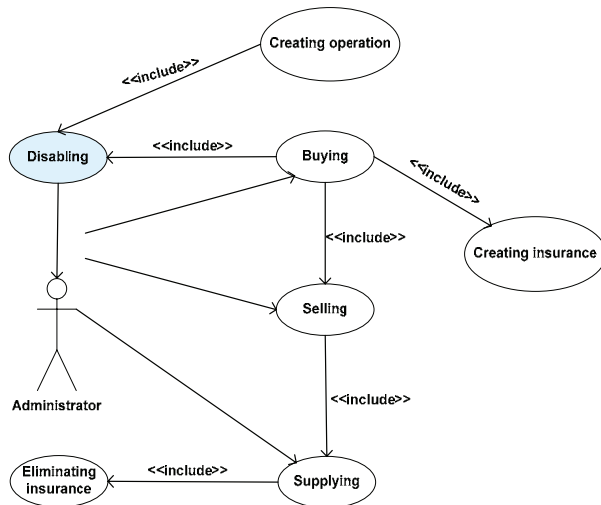 Creating operation
<<include>>
Disabling
<<include>>
Buying
<<include>>
Creating insurance
<<include>>
Selling
Administrator
<<include>>
Eliminating
insurance
<<include>>
Supplying